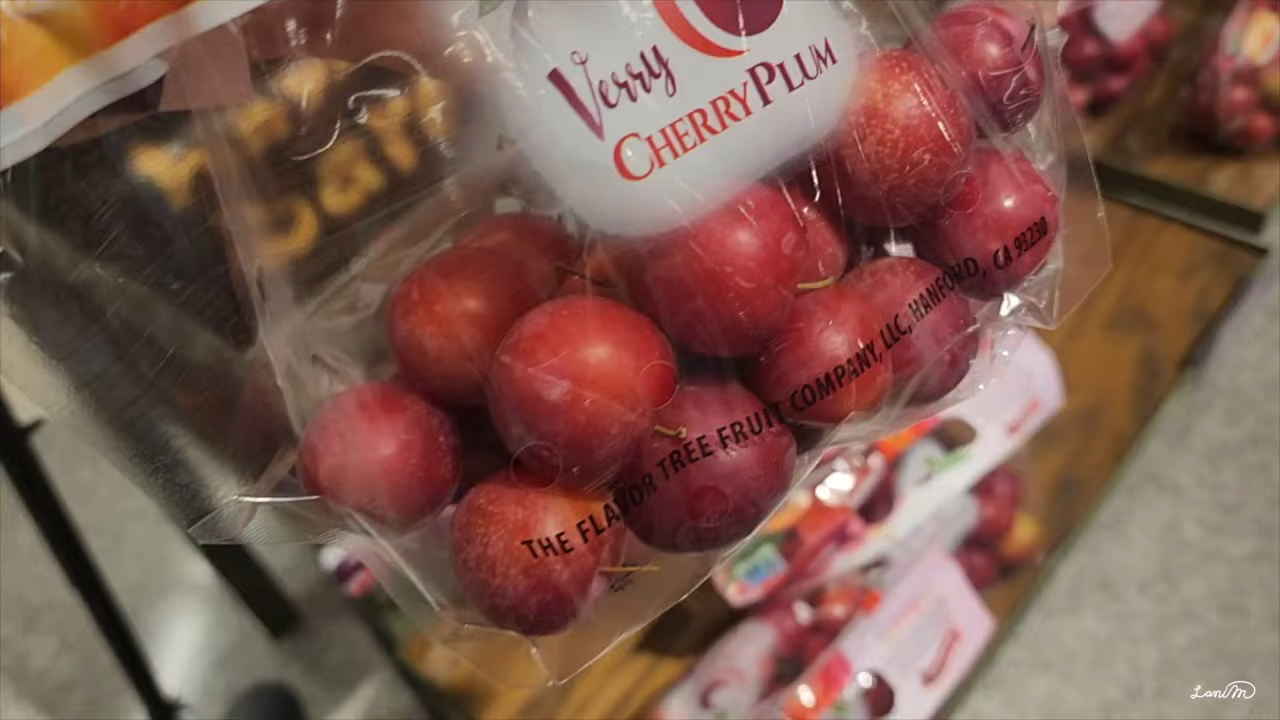 Verry
CHERRYPLUM
THE FLAVOR TREE FRUIT COMPANY, LLC, HANFORD, CA 93230
LaniM